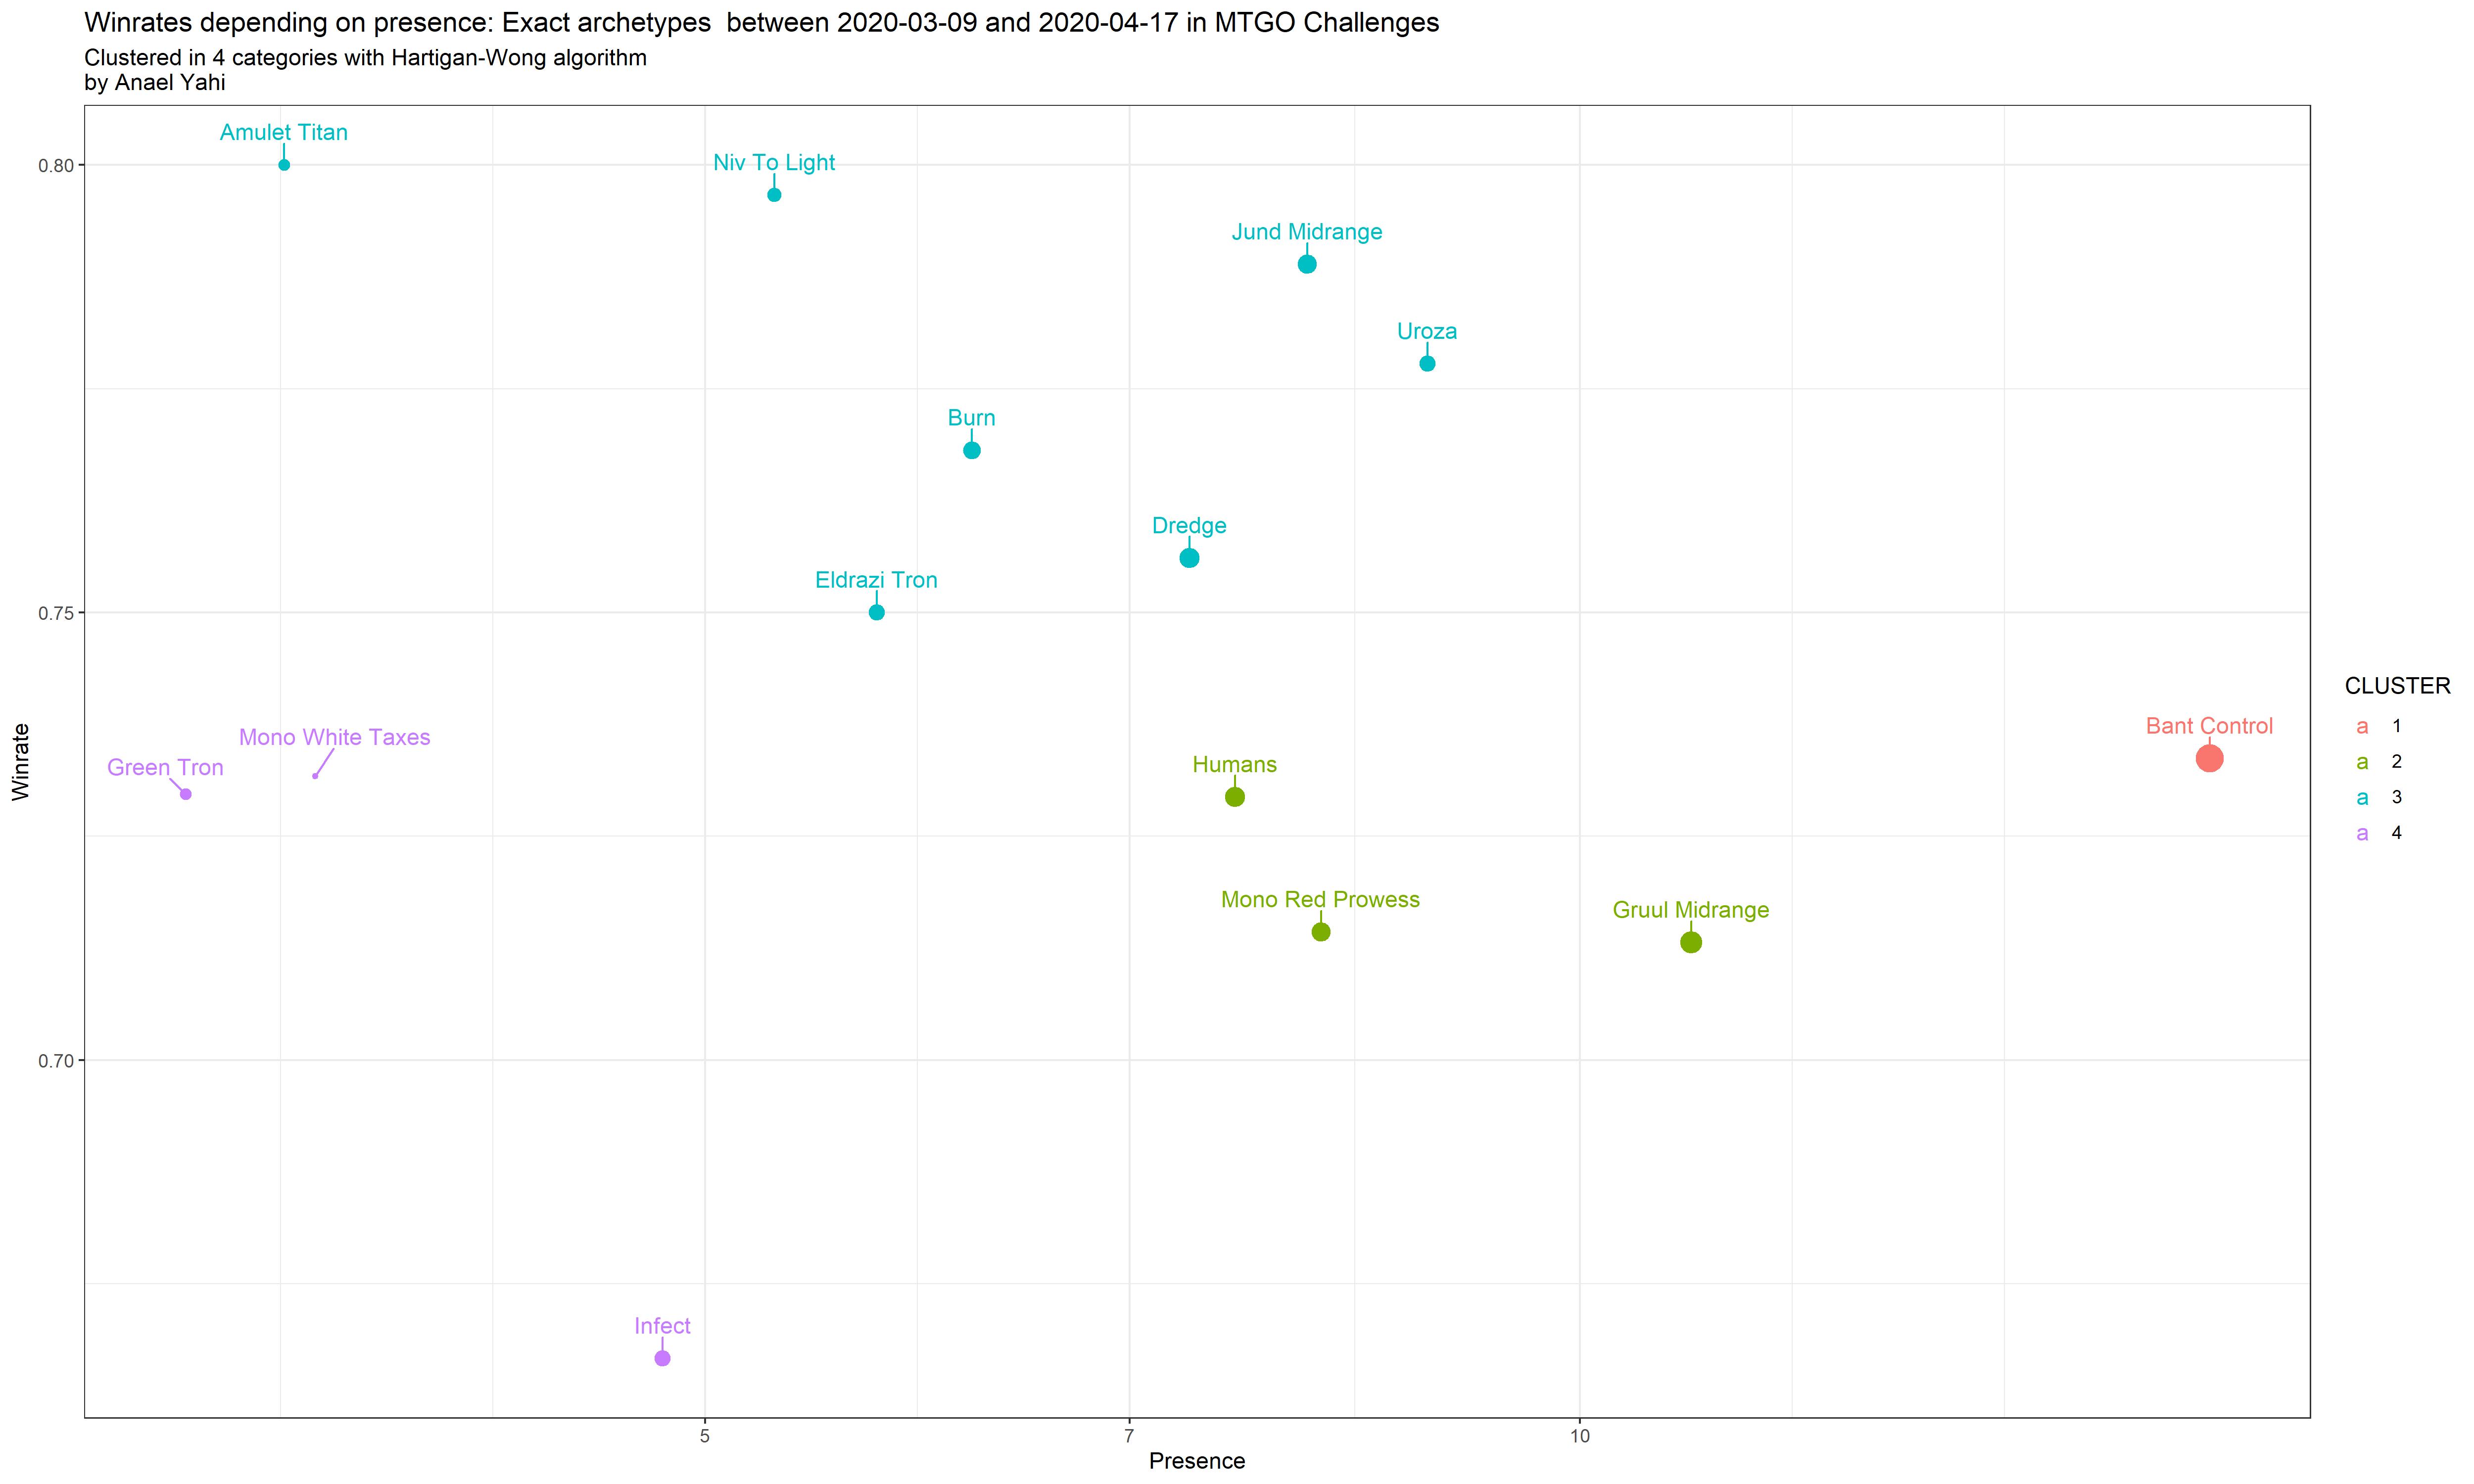 Winrates depending on presence: Exact archetypes  between 2020-03-09 and 2020-04-17 in MTGO Challenges
Clustered in 4 categories with Hartigan-Wong algorithm
by Anael Yahi
Amulet Titan
Niv To Light
Jund Midrange
Uroza
Burn
Dredge
Eldrazi Tron
Mono White Taxes
Green Tron
Humans
Bant Control
Mono Red Prowess
Gruul Midrange
Infect
0.80
0.75
0.70
Winrate
5
7
10
Presence
CLUSTER
a 1
a 2
a 3
a 4